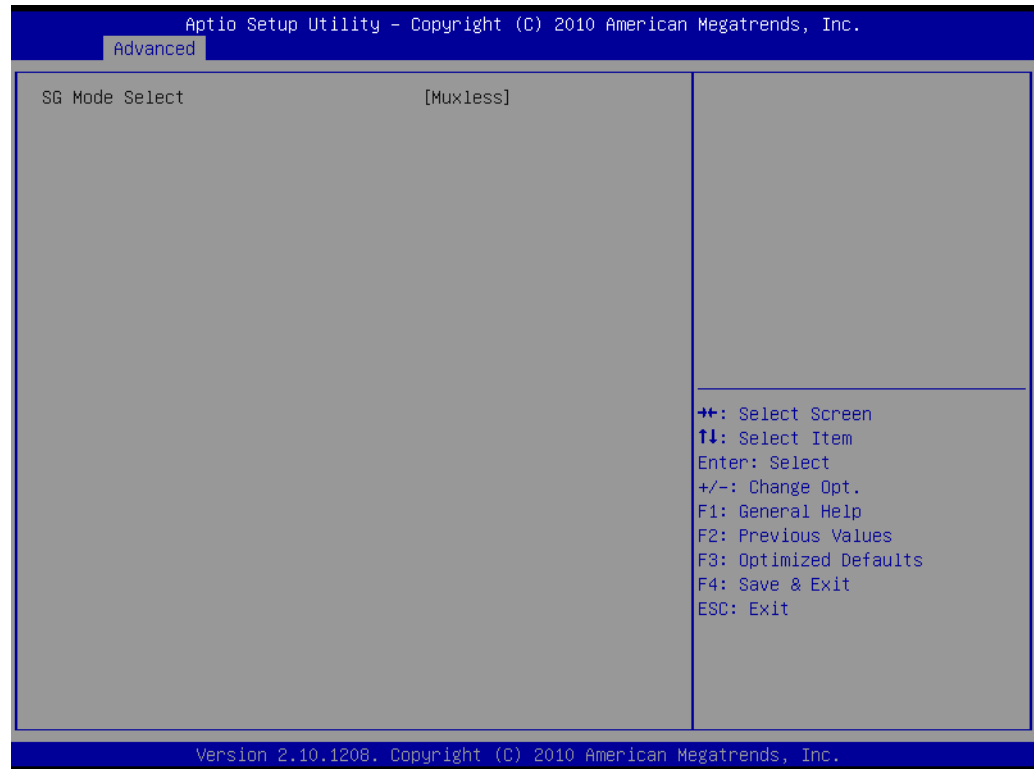 Aptio Setup Utility – Copyright (C) 2010 American Megatrends, Inc.
Advanced
SG Mode Select [Muxless]
→←: Select Screen
↑↓: Select Item
Enter: Select
+/-: Change Opt.
F1: General Help
F2: Previous Values
F3: Optimized Defaults
F4: Save & Exit
ESC: Exit
Version 2.10.1208. Copyright (C) 2010 American Megatrends, Inc.